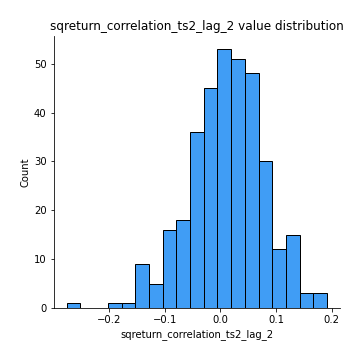 sqreturn_correlation_ts2_lag_2 value distribution
50
40
30
20
10
0
Count
−0.2 −0.1 0.0 0.1 0.2
sqreturn_correlation_ts2_lag_2